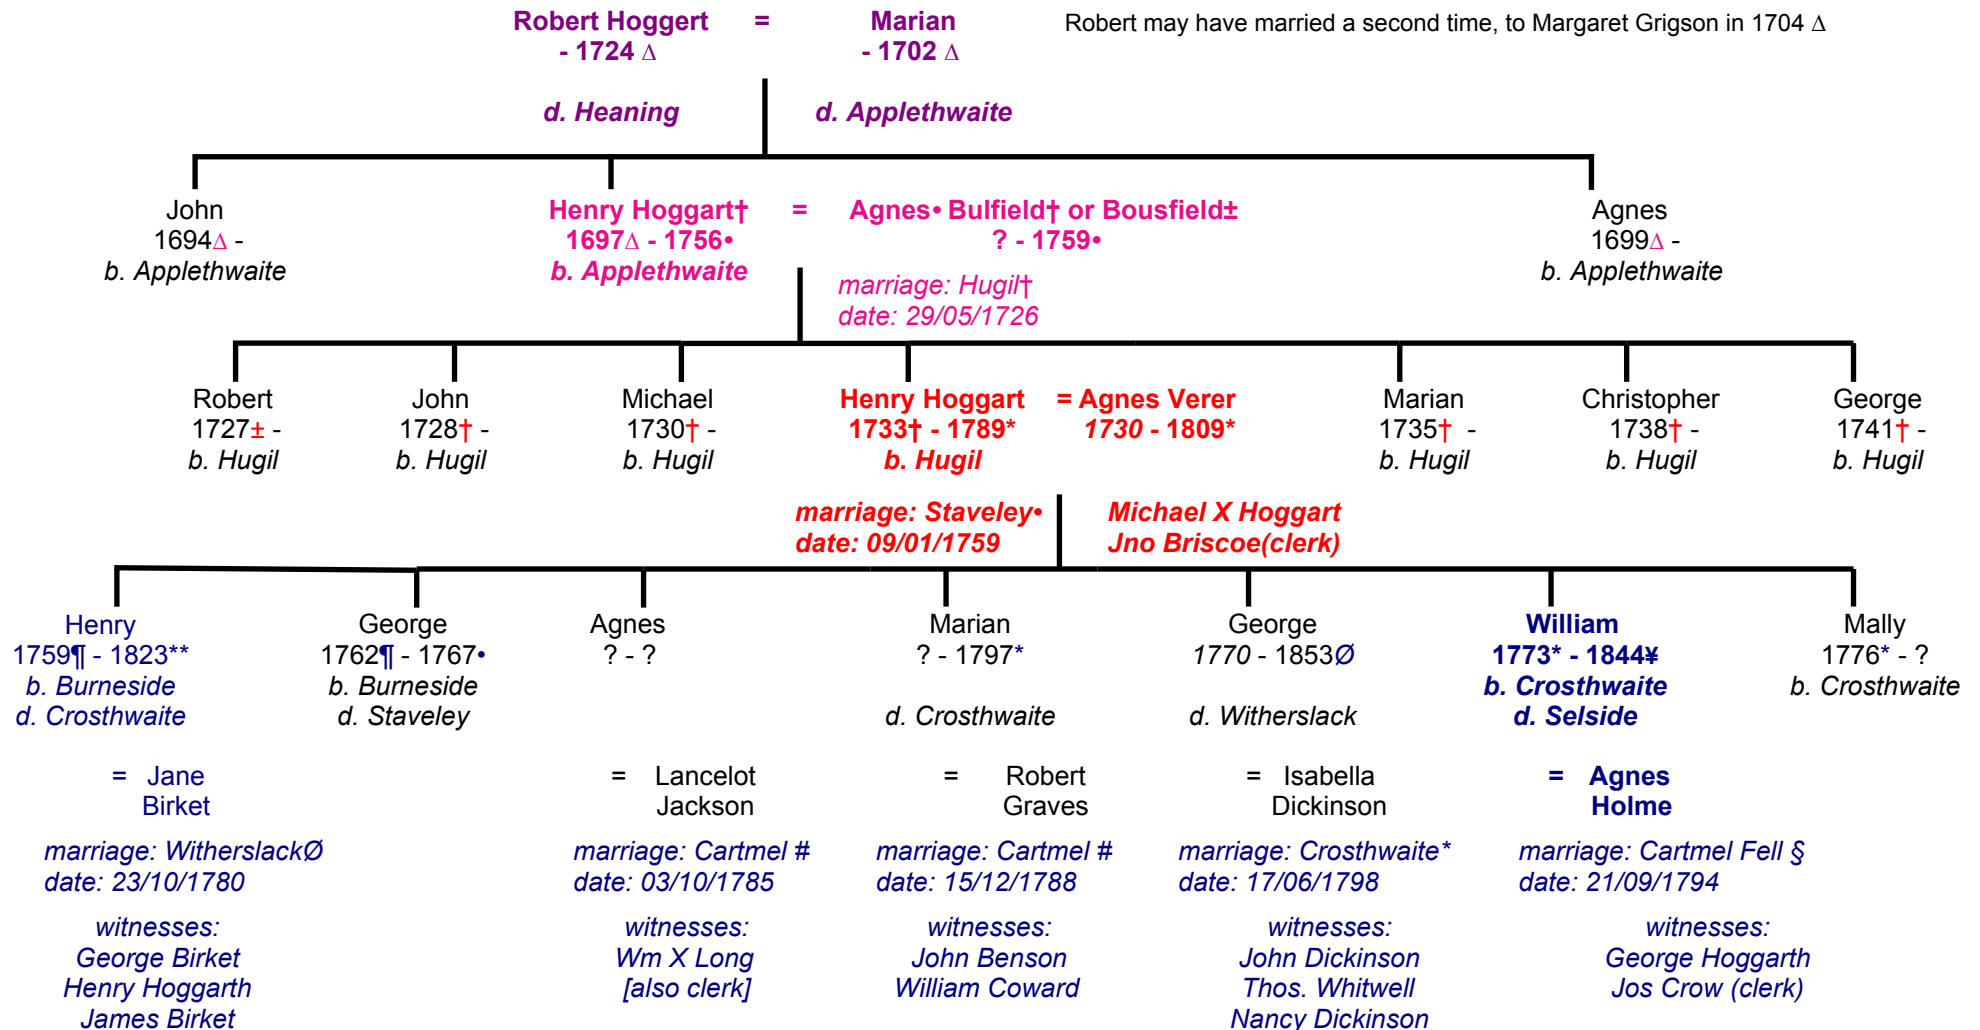 Robert Hoggert = Marian Robert may have married a second time, to Margaret Grigson in 1704 Δ
- 1724 Δ - 1702 Δ
d. Heaning d. Applethwaite
John Henry Hoggart† = Agnes• Bulfield† or Bousfield± Agnes
1694Δ - 1697Δ - 1756• ? - 1759• 1699Δ -
b. Applethwaite b. Applethwaite b. Applethwaite
marriage: Hugil†
date: 29/05/1726
Robert John Michael Henry Hoggart = Agnes Verer Marian Christopher George
1727± - 1728† - 1730† - 1733† - 1789* 1730 - 1809* 1735† - 1738† - 1741† -
b. Hugil b. Hugil b. Hugil b. Hugil b. Hugil b. Hugil b. Hugil
marriage: Staveley• Michael X Hoggart
date: 09/01/1759 Jno Briscoe(clerk)
Henry George Agnes Marian George William Mally
1759¶ - 1823** 1762¶ - 1767• ? - ? ? - 1797* 1770 - 1853Ø 1773* - 1844¥ 1776* - ?
b. Burneside b. Burneside b. Crosthwaite b. Crosthwaite
d. Crosthwaite d. Staveley d. Crosthwaite d. Witherslack d. Selside
= Jane = Lancelot = Robert = Isabella = Agnes
Birket Jackson Graves Dickinson Holme
marriage: WitherslackØ marriage: Cartmel # marriage: Cartmel # marriage: Crosthwaite* marriage: Cartmel Fell §
date: 23/10/1780 date: 03/10/1785 date: 15/12/1788 date: 17/06/1798 date: 21/09/1794
witnesses: witnesses: witnesses: witnesses: witnesses:
George Birket Wm X Long John Benson John Dickinson George Hoggarth
Henry Hoggarth [also clerk] William Coward Thos. Whitwell Jos Crow (clerk)
James Birket Nancy Dickinson